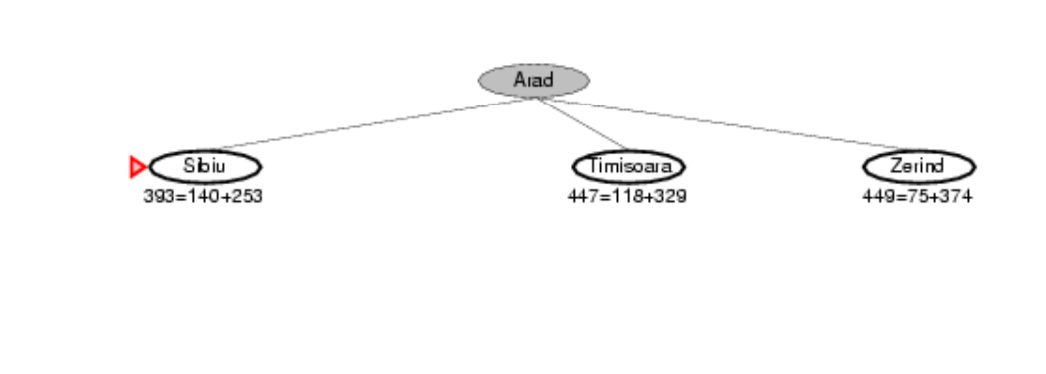 Arad
Sibiu Timisoara Zerind
393=140+253 447=118+329 449=75+374